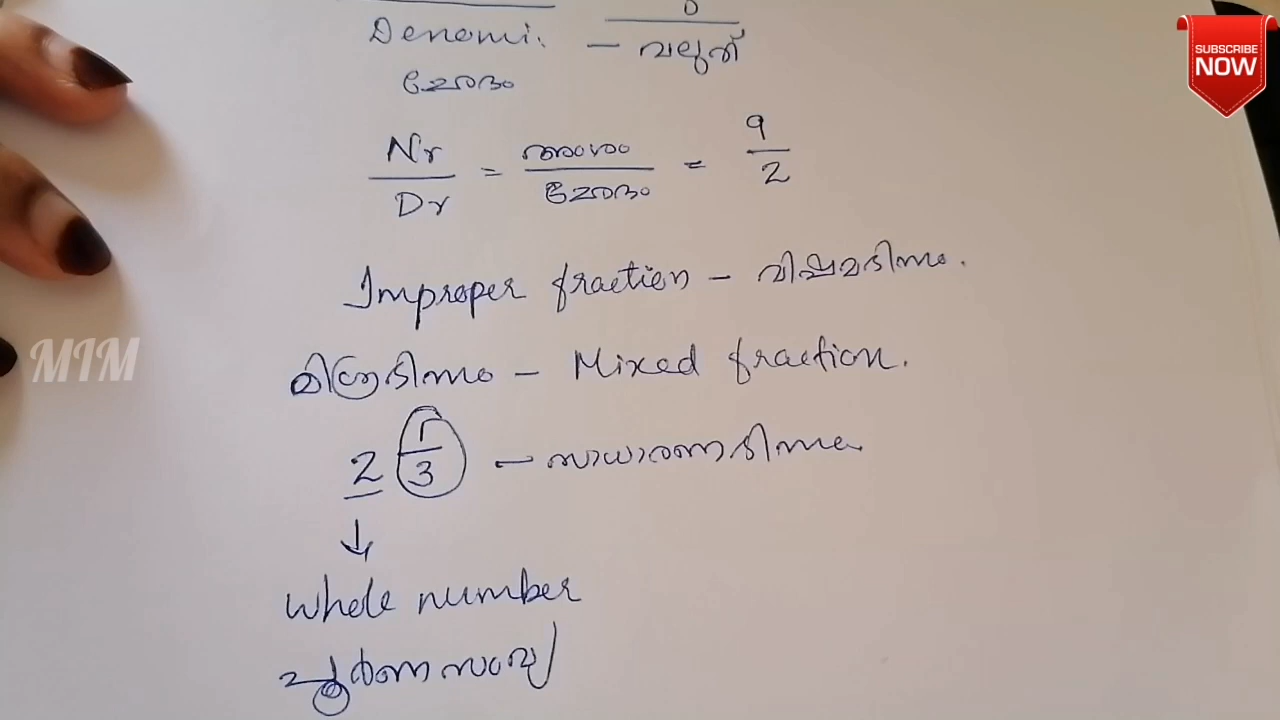 Denomi. - വലുത്
ഛേദം
Nr / Dr = അംശം / ഛേദം = 9 / 2
Improper fraction - വിഷമഭിന്നം.
മിശ്രഭിന്നം - Mixed fraction.
2 1/3 - സാധാരണഭിന്നം
↓
Whole number
പൂർണസംഖ്യ
SUBSCRIBE
NOW
MIM